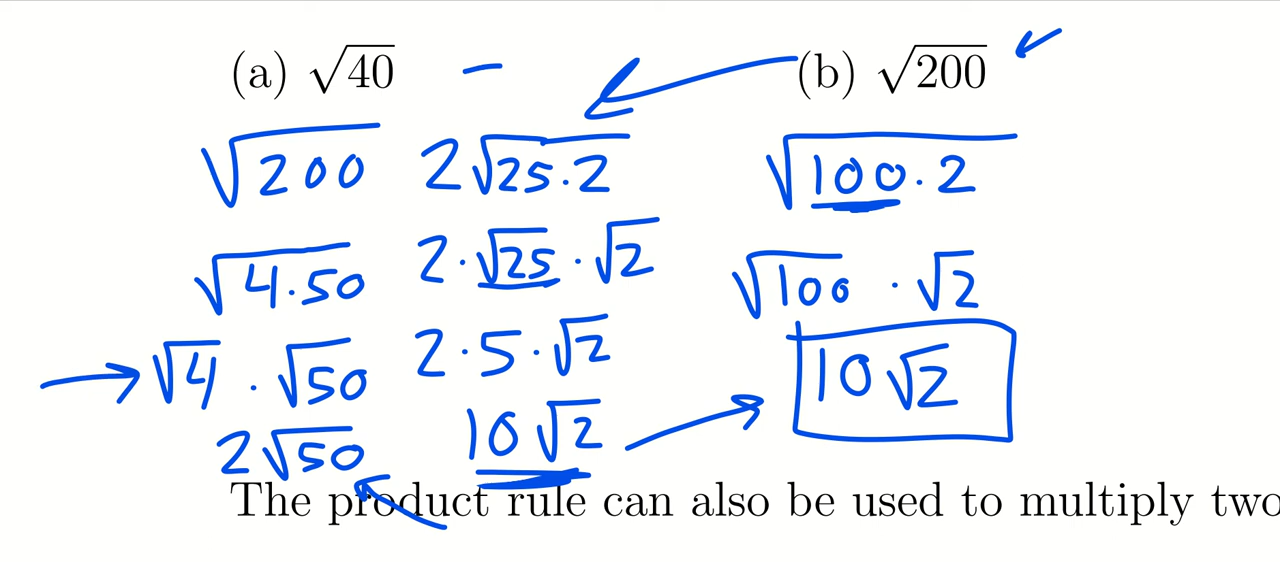 (a) √40 − (b) √200
√200
√4·50
√4 · √50
2√50
2√25·2
2·√25·√2
2·5·√2
10√2
√100·2
√100 · √2
10√2
The product rule can also be used to multiply two